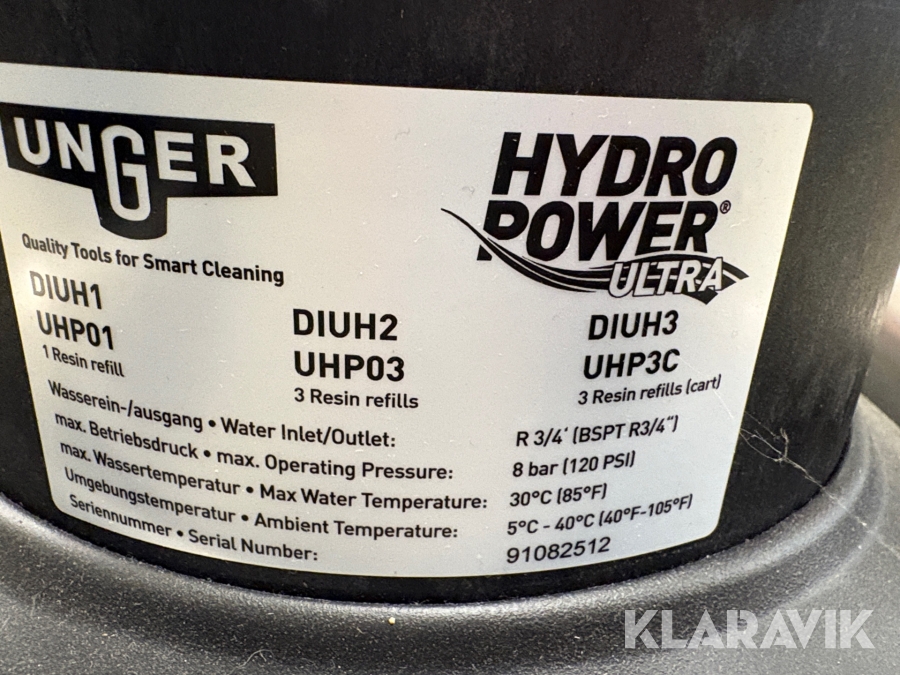 UNGER
Quality Tools for Smart Cleaning
HYDRO
POWER®
ULTRA
DIUH1
UHP01
1 Resin refill
DIUH2
UHP03
3 Resin refills
DIUH3
UHP3C
3 Resin refills (cart)
Wasserein-/ausgang • Water Inlet/Outlet: R 3/4' (BSPT R3/4")
max. Betriebsdruck • max. Operating Pressure: 8 bar (120 PSI)
max. Wassertemperatur • Max Water Temperature: 30°C (85°F)
Umgebungstemperatur • Ambient Temperature: 5°C - 40°C (40°F-105°F)
Seriennummer • Serial Number: 91082512
KLARAVIK